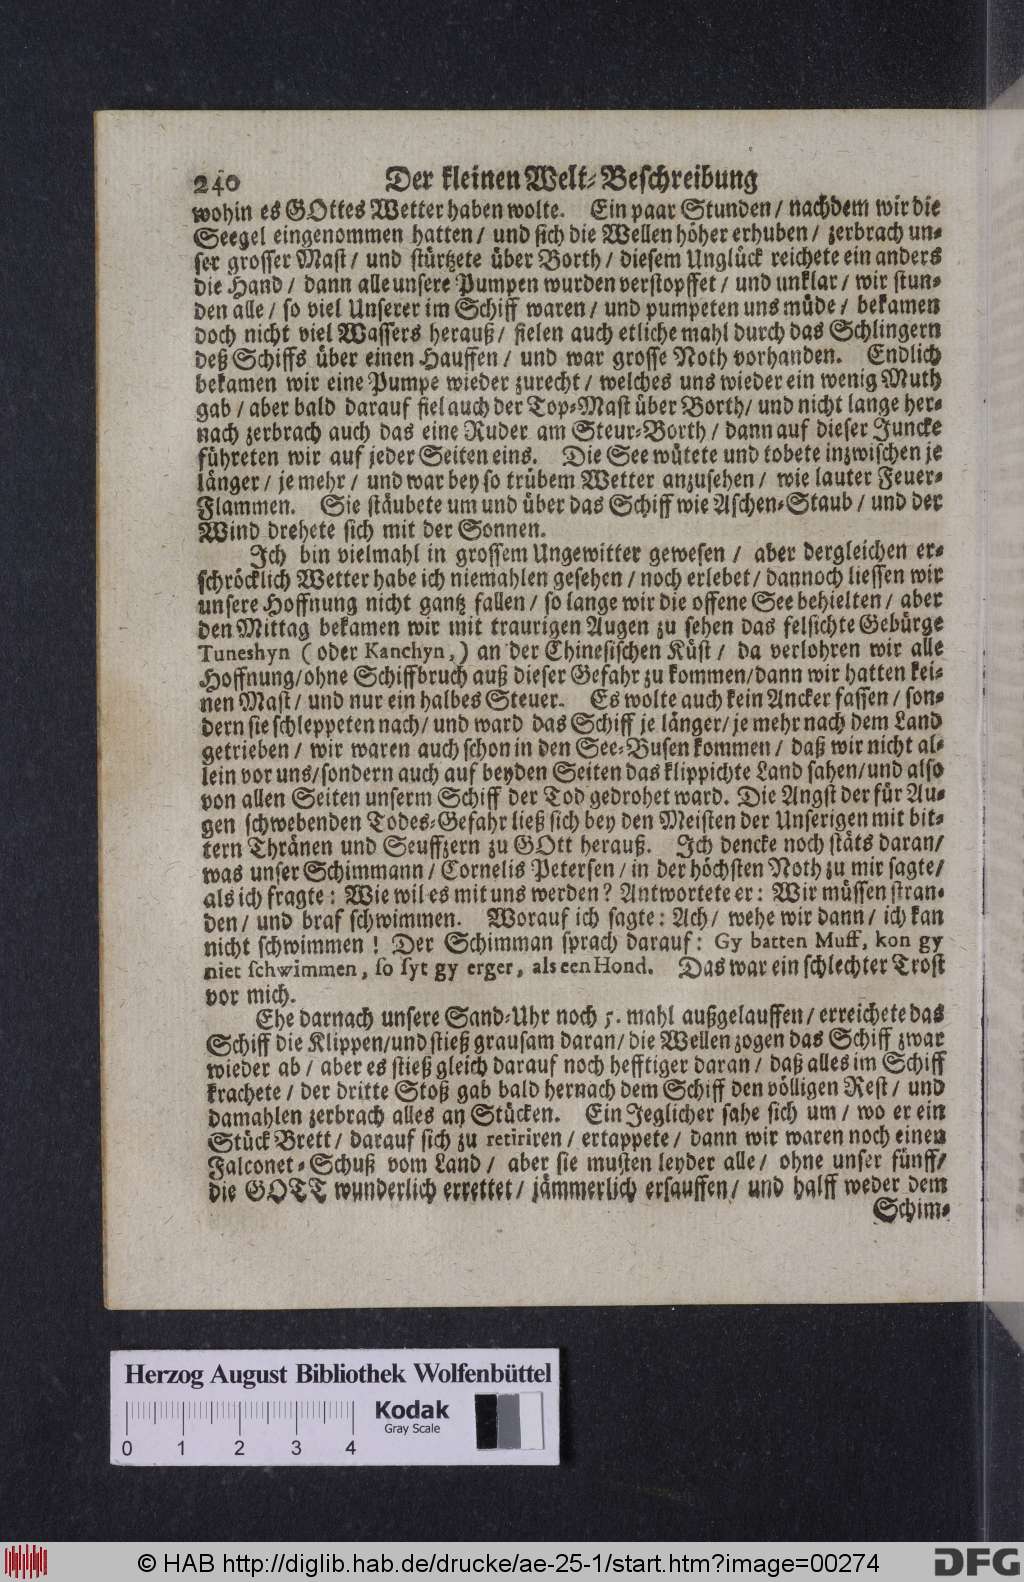 240 Der kleinen Welt-Beschreibung
wohin es GOttes Wetter haben wolte. Ein paar Stunden / nachdem wir die
Seegel eingenommen hatten / und sich die Wellen höher erhuben / zerbrach un-
ser grosser Mast / und stürtzete über Borth / diesem Unglück reichete ein anders
die Hand / dann alle unsere Pumpen wurden verstopffet / und unklar / wir stun-
den alle / so viel Unserer im Schiff waren / und pumpeten uns müde / bekamen
doch nicht viel Wassers herauß / fielen auch etliche mahl durch das Schlingern
deß Schiffs über einen Hauffen / und war grosse Noth vorhanden. Endlich
bekamen wir eine Pumpe wieder zurecht / welches uns wieder ein wenig Muth
gab / aber bald darauf fiel auch der Top-Mast über Borth / und nicht lange her-
nach zerbrach auch das eine Ruder am Steur-Borth / dann auf dieser Juncke
führeten wir auf jeder Seiten eins. Die See wütete und tobete inzwischen je
länger / je mehr / und war bey so trübem Wetter anzusehen / wie lauter Feuer-
Flammen. Sie stäubete um und über das Schiff wie Aschen-Staub / und der
Wind drehete sich mit der Sonnen.
Ich bin vielmahl in grossem Ungewitter gewesen / aber dergleichen er-
schröcklich Wetter habe ich niemahlen gesehen / noch erlebet / dannoch liessen wir
unsere Hoffnung nicht gantz fallen / so lange wir die offene See behielten / aber
den Mittag bekamen wir mit traurigen Augen zu sehen das felsichte Gebürge
Tuneshyn (oder Kanchyn,) an der Chinesischen Küst / da verlohren wir alle
Hoffnung / ohne Schiffbruch auß dieser Gefahr zu kommen / dann wir hatten kei-
nen Mast / und nur ein halbes Steuer. Es wolte auch kein Ancker fassen / son-
dern sie schleppeten nach / und ward das Schiff je länger / je mehr nach dem Land
getrieben / wir waren auch schon in den See-Busen kommen / daß wir nicht al-
lein vor uns / sondern auch auf beyden Seiten das klippichte Land sahen / und also
von allen Seiten unserm Schiff der Tod gedrohet ward. Die Angst der für Au-
gen schwebenden Todes-Gefahr ließ sich bey den Meisten der Unserigen mit bit-
tern Thränen und Seuffzern zu GOtt herauß. Ich dencke noch stäts daran /
was unser Schimmann / Cornelis Petersen / in der höchsten Noth zu mir sagte /
als ich fragte: Wie wil es mit uns werden? Antwortete er: Wir müssen stran-
den / und braf schwimmen. Worauf ich sagte: Ach / wehe wir dann / ich kan
nicht schwimmen! Der Schimman sprach darauf: Gy batten Muff, kon gy
niet schwimmen, so syt gy erger, als een Hond. Das war ein schlechter Trost
vor mich.
Ehe darnach unsere Sand-Uhr noch 5. mahl außgelauffen / erreichete das
Schiff die Klippen / und stieß grausam daran / die Wellen zogen das Schiff zwar
wieder ab / aber es stieß gleich darauf noch hefftiger daran / daß alles im Schiff
krachete / der dritte Stoß gab bald hernach dem Schiff den völligen Rest / und
damahlen zerbrach alles an Stücken. Ein Jeglicher sahe sich um / wo er ein
Stück Brett / darauf sich zu retiriren / ertappete / dann wir waren noch einen
Falconet-Schuß vom Land / aber sie musten leyder alle / ohne unser fünff /
die GOTT wunderlich errettet / jämmerlich ersauffen / und halff weder dem
Schim-
Herzog August Bibliothek Wolfenbüttel
Kodak
Gray Scale
0 1 2 3 4
© HAB http://diglib.hab.de/drucke/ae-25-1/start.htm?image=00274
DFG